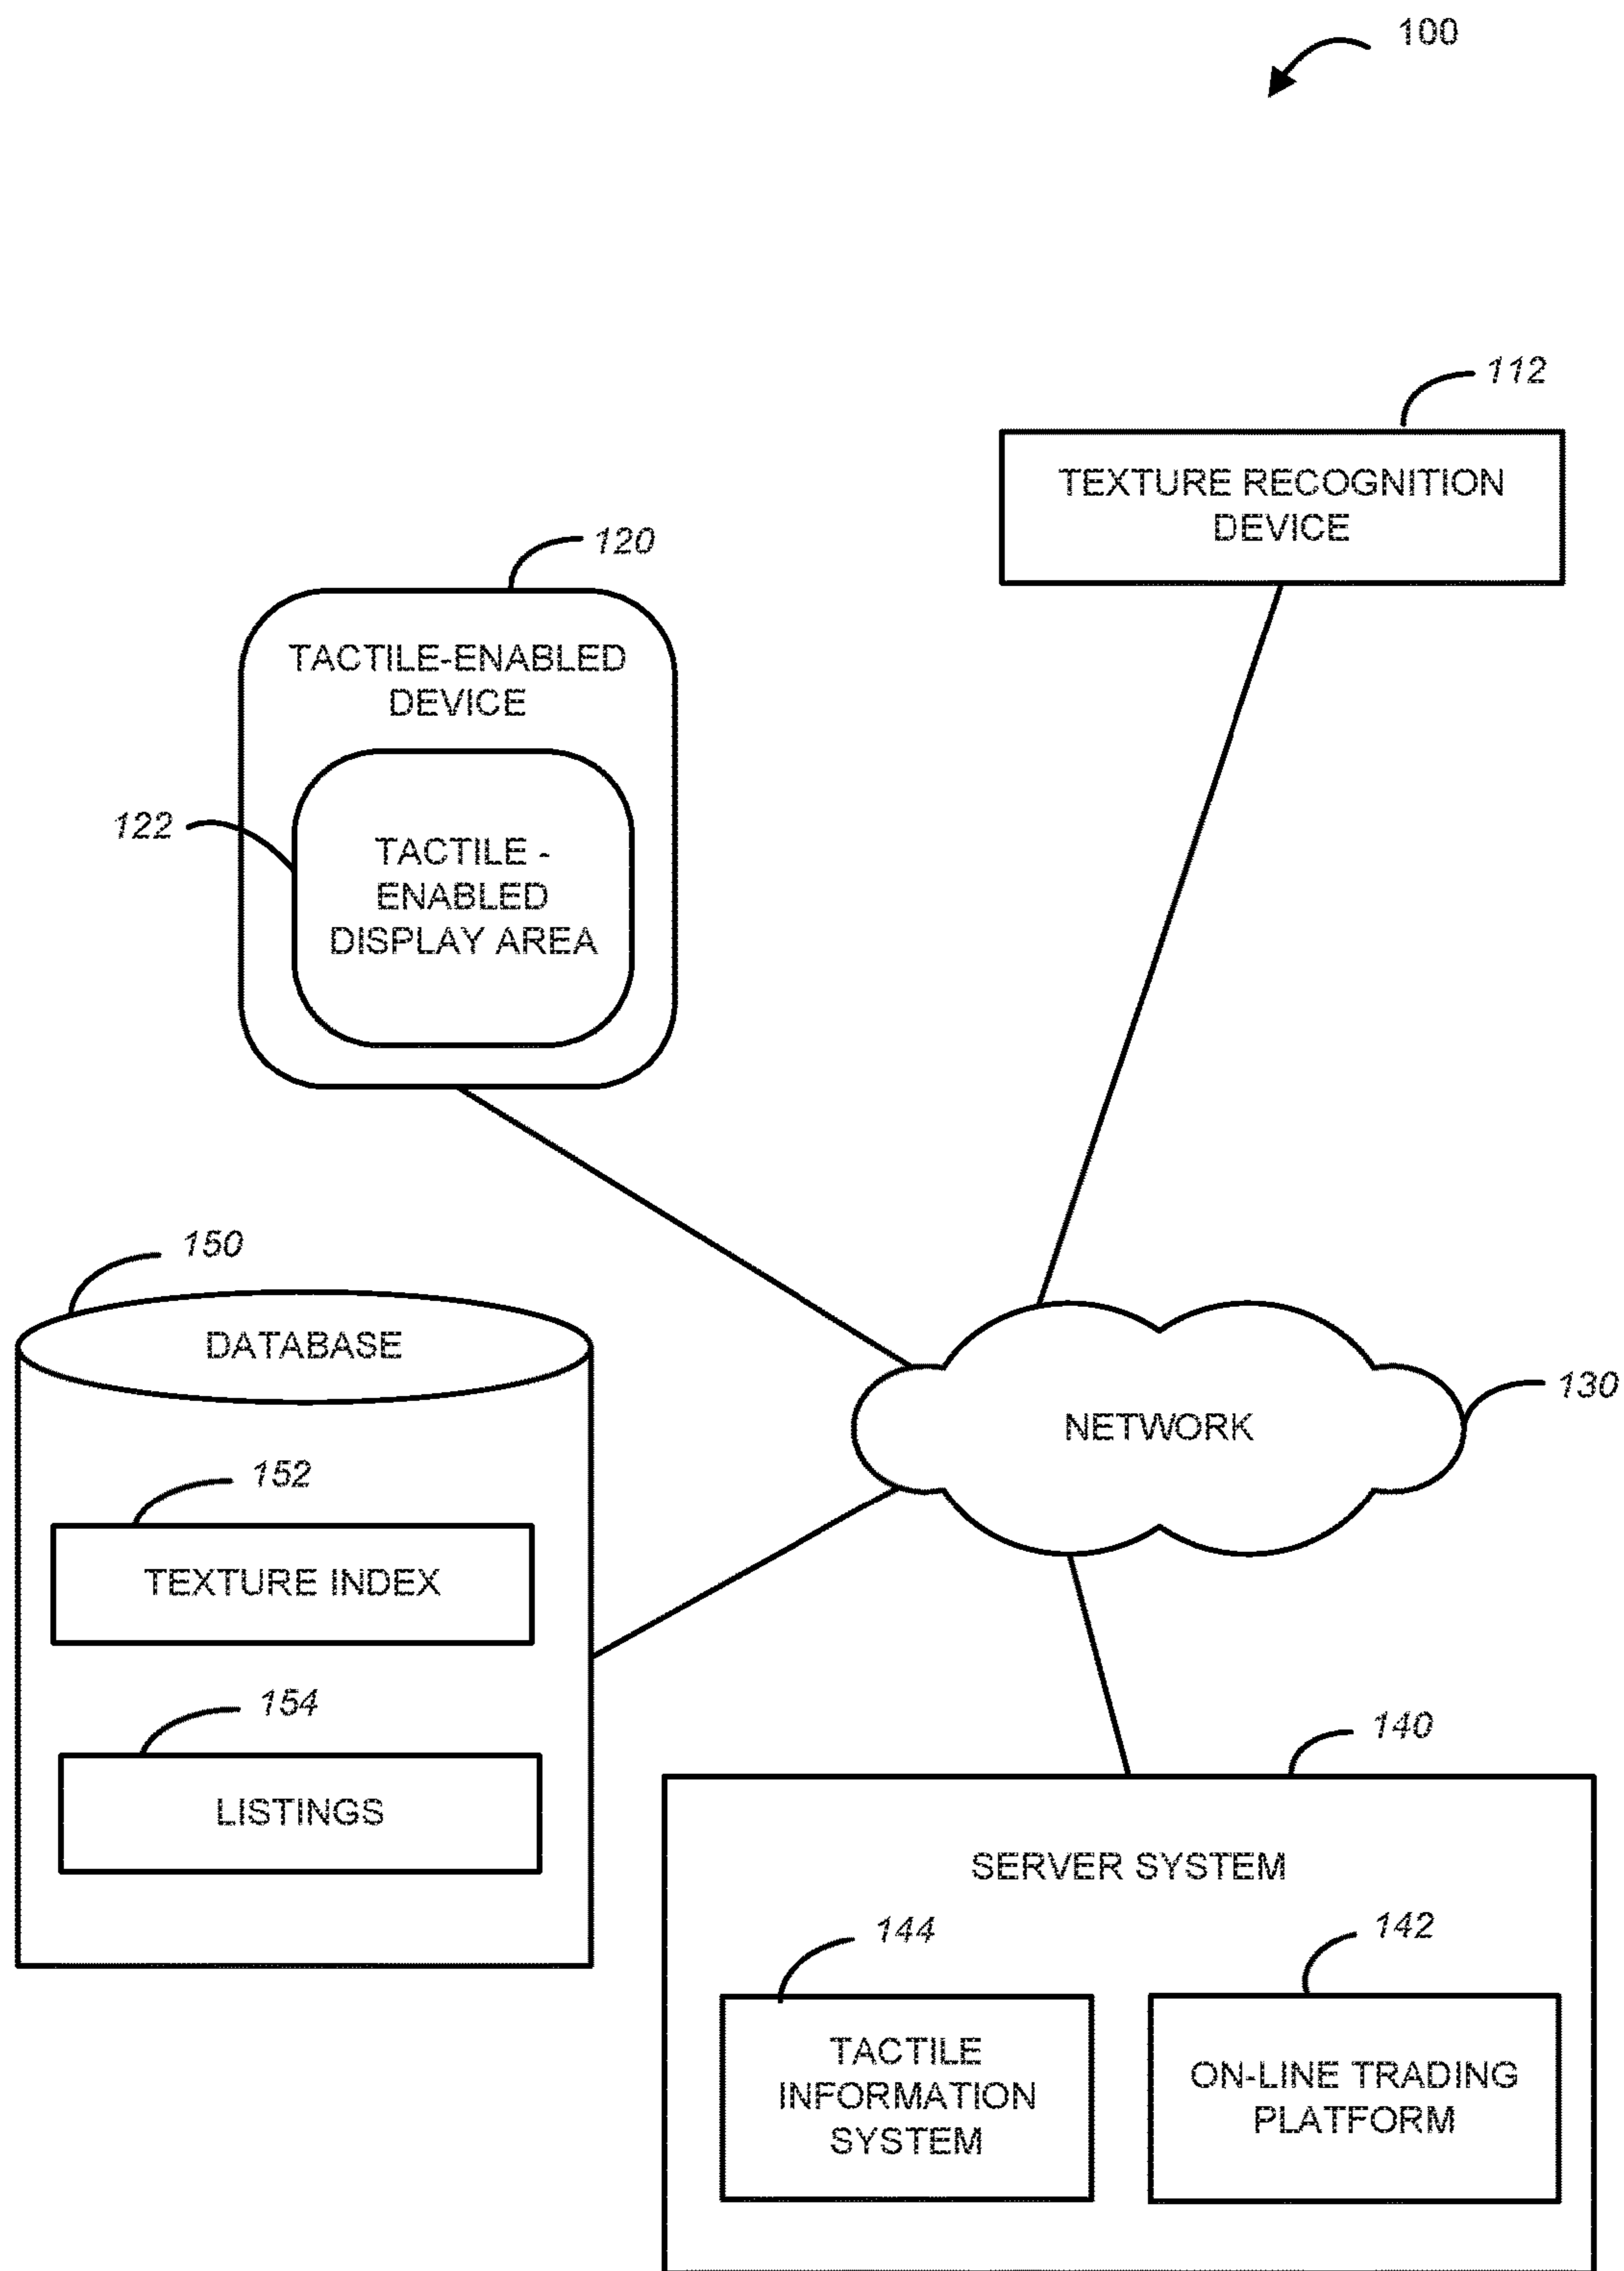 100
112
TEXTURE RECOGNITION
DEVICE
120
TACTILE-ENABLED
DEVICE
122
TACTILE -
ENABLED
DISPLAY AREA
150
DATABASE
130
NETWORK
152
TEXTURE INDEX
154
LISTINGS
140
SERVER SYSTEM
144
TACTILE
INFORMATION
SYSTEM
142
ON-LINE TRADING
PLATFORM